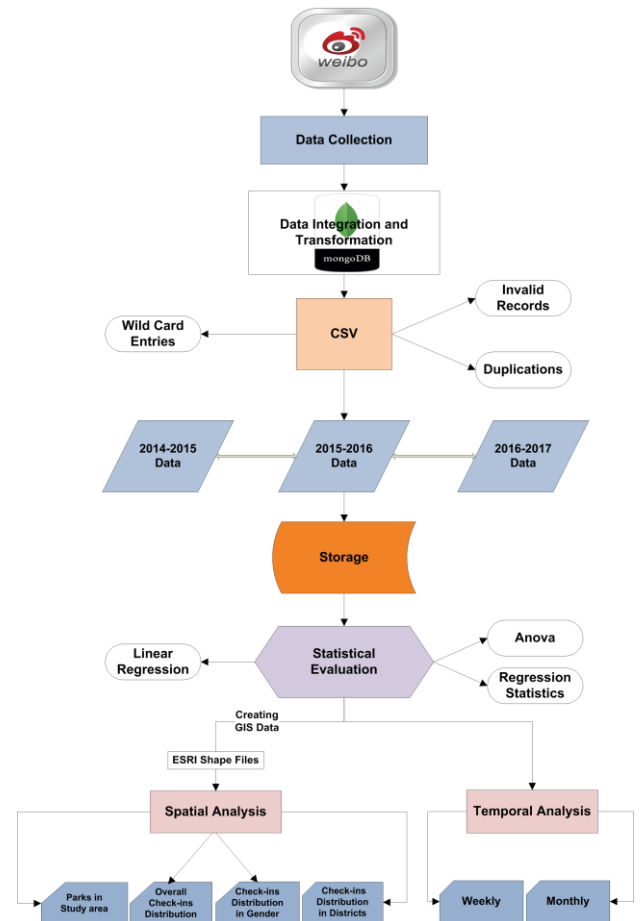 weibo
Data Collection
Data Integration and
Transformation
mongoDB
Invalid
Records
Wild Card
Entries
CSV
Duplications
2014-2015
Data
2015-2016
Data
2016-2017
Data
Storage
Linear
Regression
Statistical
Evaluation
Anova
Regression
Statistics
Creating
GIS Data
ESRI Shape Files
Spatial Analysis
Temporal Analysis
Parks in
Study area
Overall
Check-ins
Distribution
Check-ins
Distribution
in Gender
Check-ins
Distribution
in Districts
Weekly
Monthly